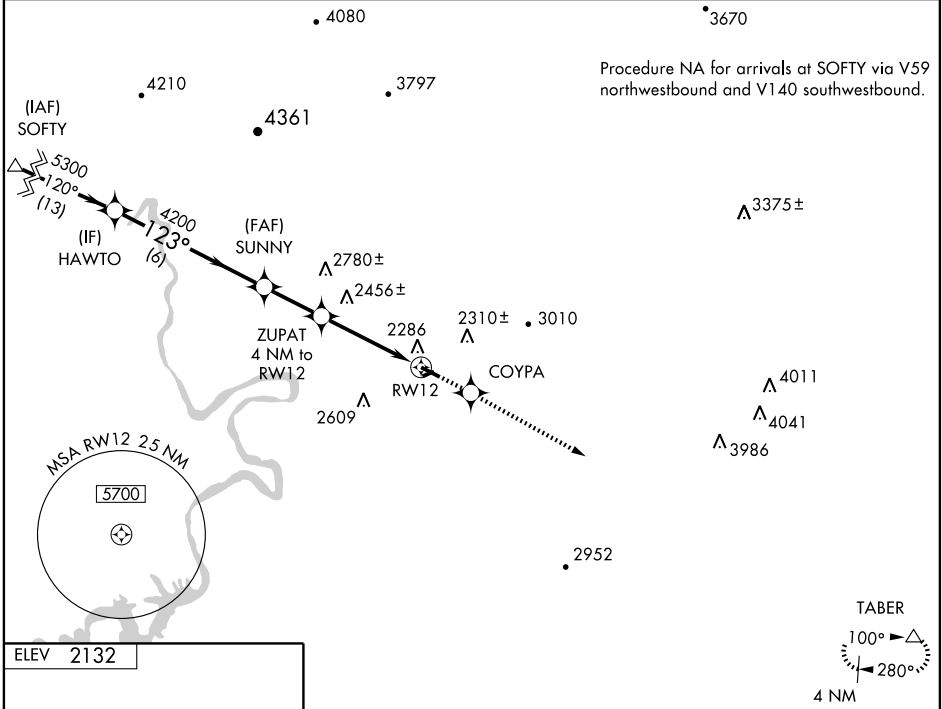 4080
3670
Procedure NA for arrivals at SOFTY via V59
northwestbound and V140 southwestbound.
4210
3797
4361
(IAF)
SOFTY
5300
120°
(13)
3375±
4200
123°
(6)
(IF)
HAWTO
(FAF)
SUNNY
2780±
2456±
ZUPAT
4 NM to
RW12
2286
2310±
3010
RW12
COYPA
2609
4011
4041
3986
MSA RW12 25 NM
5700
2952
TABER
100°
280°
4 NM
ELEV 2132